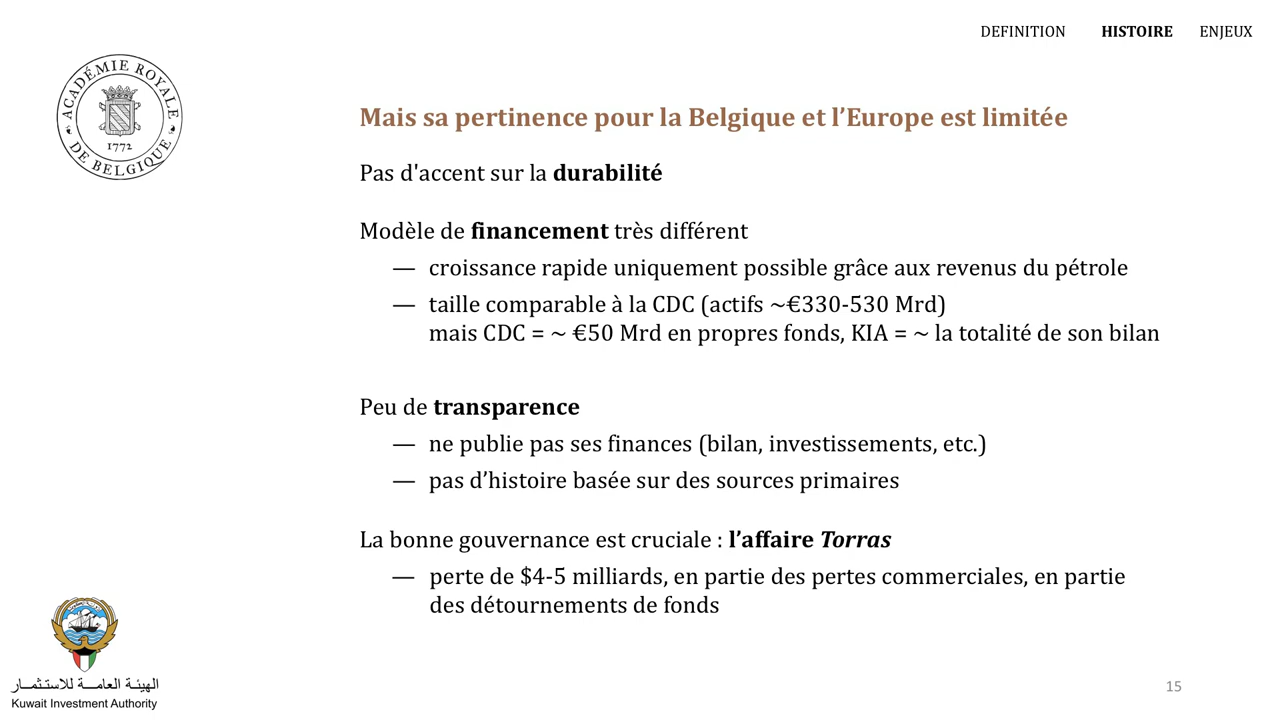 DEFINITION HISTOIRE ENJEUX
ACADÉMIE ROYALE DE BELGIQUE
1772
Mais sa pertinence pour la Belgique et l’Europe est limitée
Pas d'accent sur la durabilité
Modèle de financement très différent
— croissance rapide uniquement possible grâce aux revenus du pétrole
— taille comparable à la CDC (actifs ~€330-530 Mrd)
mais CDC = ~ €50 Mrd en propres fonds, KIA = ~ la totalité de son bilan
Peu de transparence
— ne publie pas ses finances (bilan, investissements, etc.)
— pas d’histoire basée sur des sources primaires
La bonne gouvernance est cruciale : l’affaire Torras
— perte de $4-5 milliards, en partie des pertes commerciales, en partie
des détournements de fonds
الهيئـة العامـــة للاستـثمـــار
Kuwait Investment Authority
15